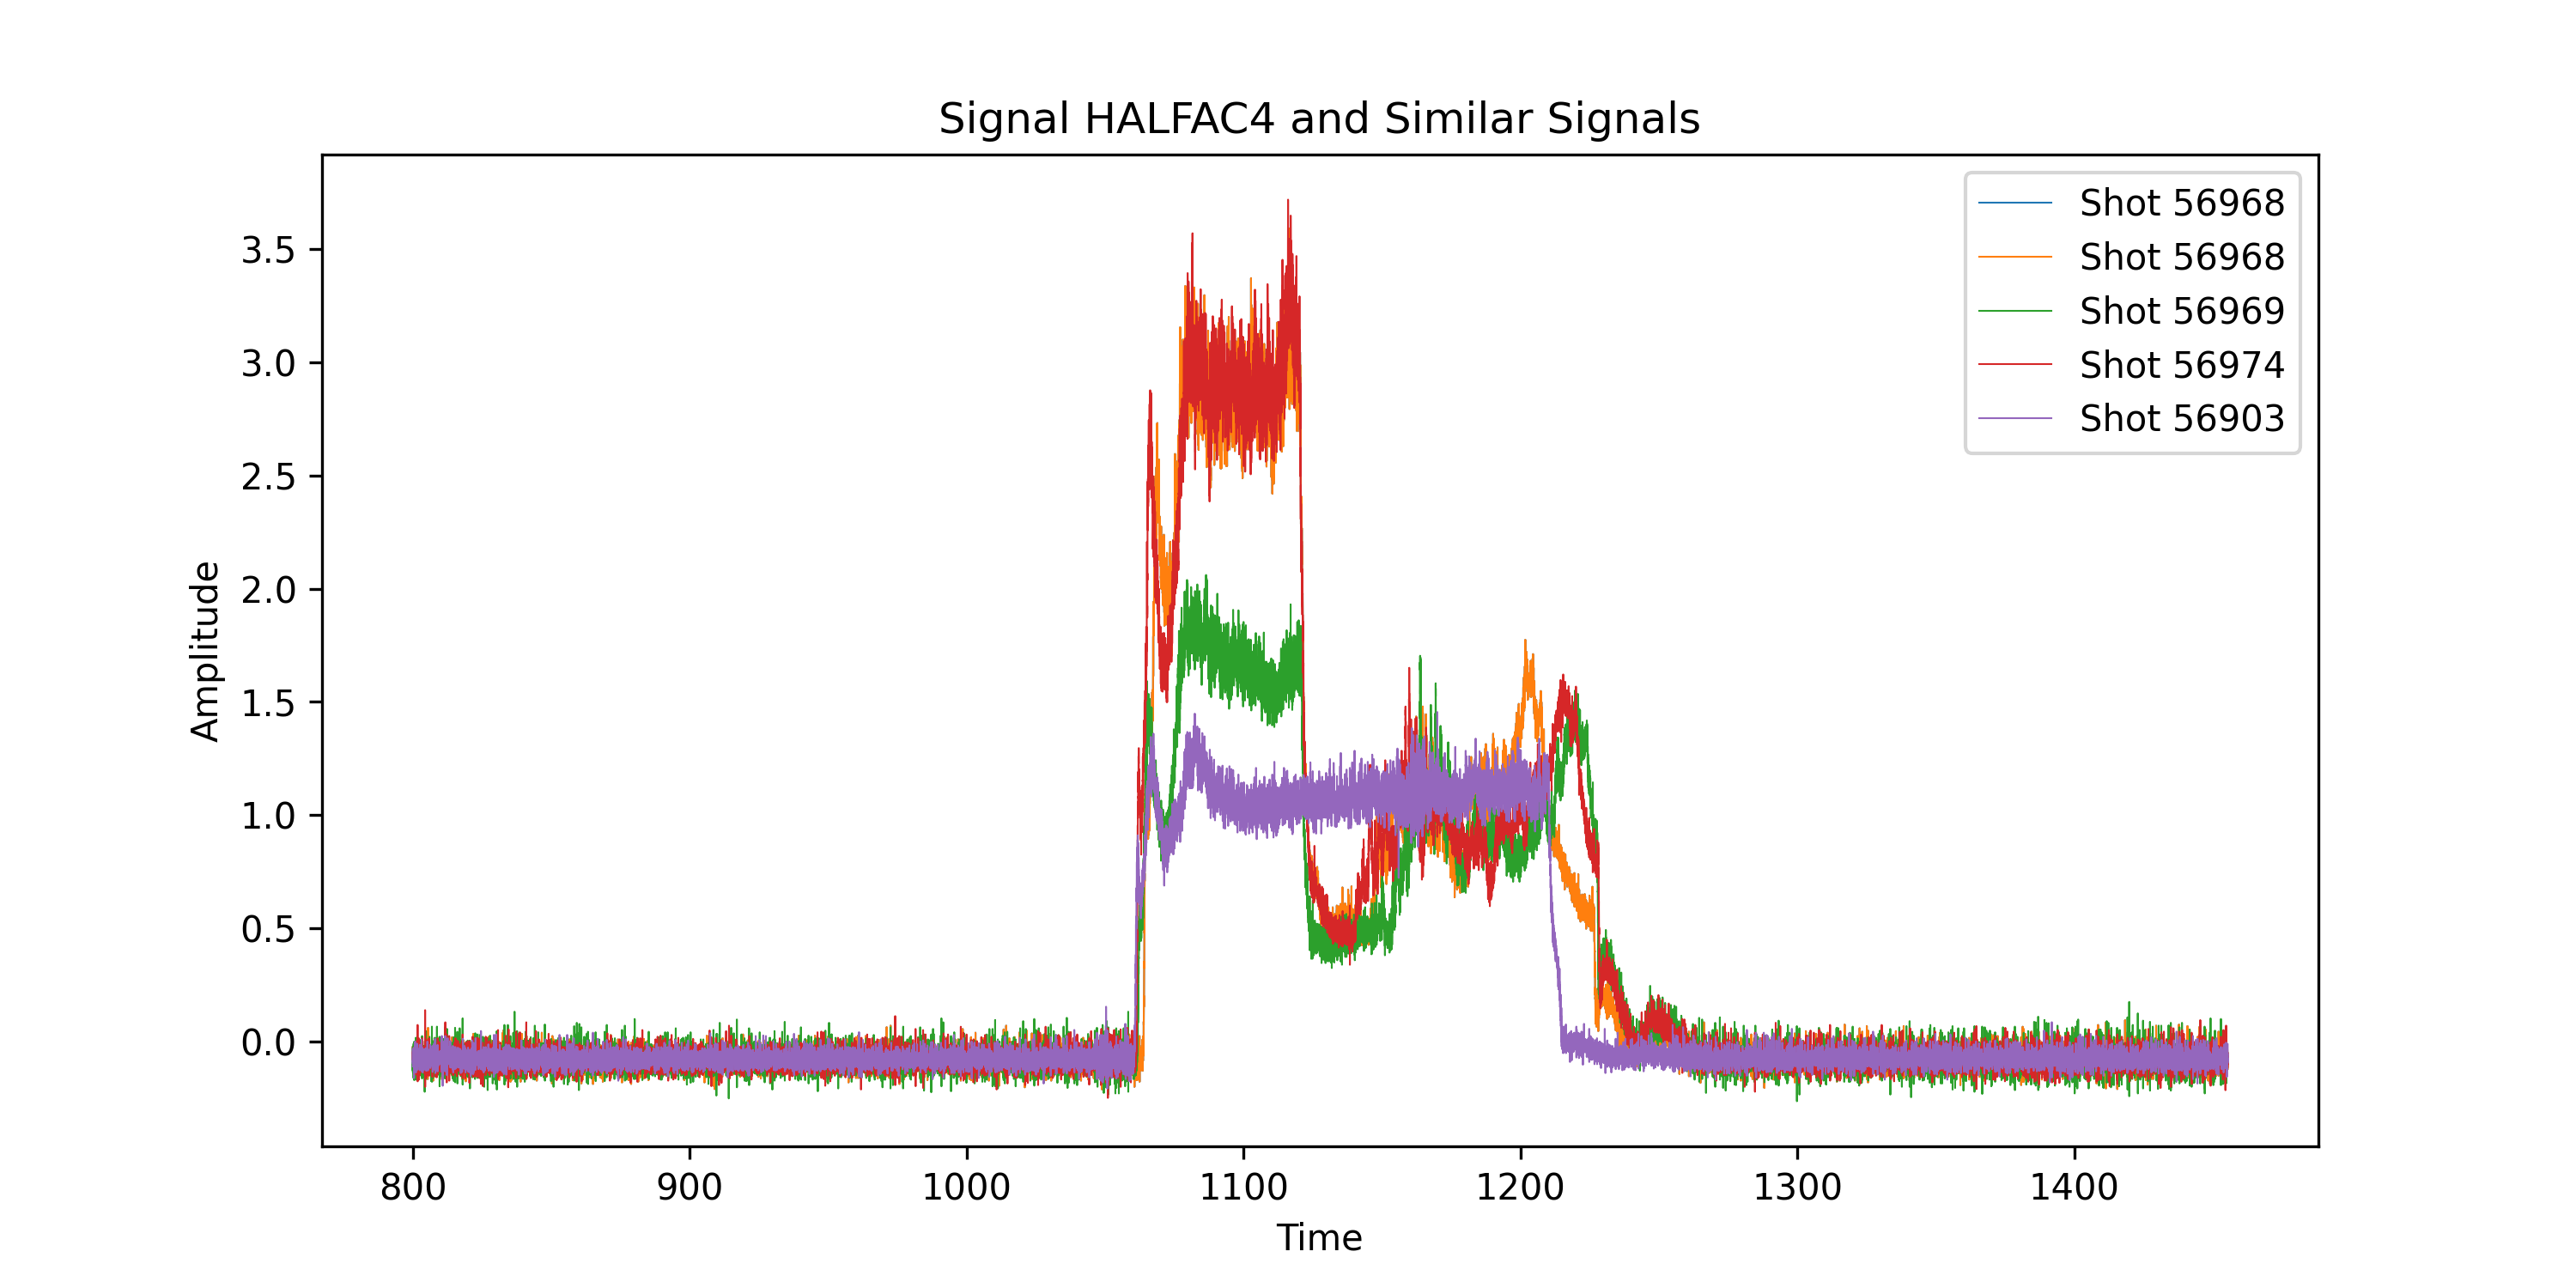 Signal HALFAC4 and Similar Signals
Shot 56968
Shot 56968
Shot 56969
Shot 56974
Shot 56903
Amplitude
3.5
3.0
2.5
2.0
1.5
1.0
0.5
0.0
800 900 1000 1100 1200 1300 1400
Time